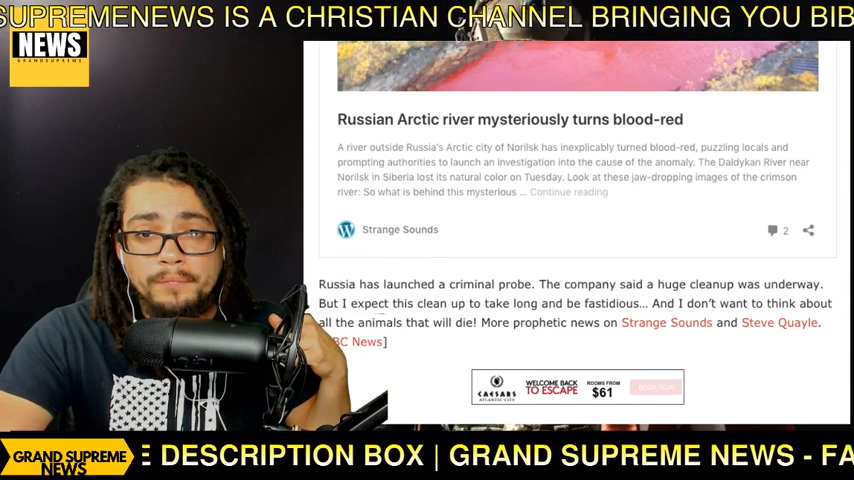 SUPREMENEWS IS A CHRISTIAN CHANNEL BRINGING YOU BIB
NEWS
GRANDSUPREME
Russian Arctic river mysteriously turns blood-red
A river outside Russia's Arctic city of Norilsk has inexplicably turned blood-red, puzzling locals and
prompting authorities to launch an investigation into the cause of the anomaly. The Daldykan River near
Norilsk in Siberia lost its natural color on Tuesday. Look at these jaw-dropping images of the crimson
river: So what is behind this mysterious ... Continue reading
Strange Sounds
2
Russia has launched a criminal probe. The company said a huge cleanup was underway.
But I expect this clean up to take long and be fastidious… And I don't want to think about
all the animals that will die! More prophetic news on Strange Sounds and Steve Quayle.
BC News]
CAESARS
ATLANTIC CITY
WELCOME BACK
TO ESCAPE
ROOMS FROM
$61
BOOK NOW
GRAND SUPREME
NEWS
E DESCRIPTION BOX | GRAND SUPREME NEWS - FA